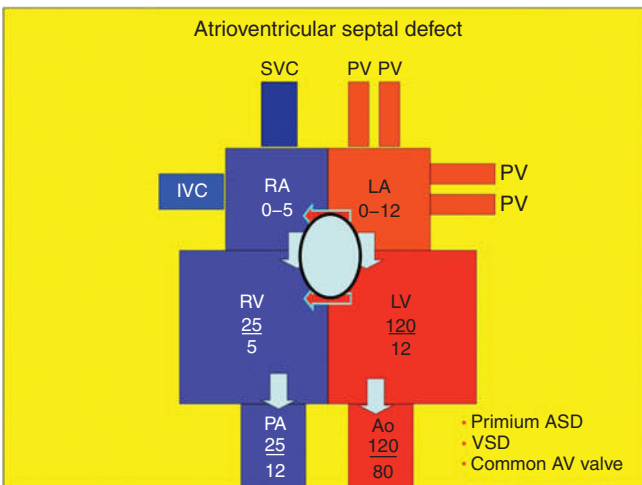 Atrioventricular septal defect
SVC
PV PV
IVC
RA
0–5
LA
0–12
PV
PV
RV
25
5
LV
120
12
PA
25
12
Ao
120
80
• Primium ASD
• VSD
• Common AV valve